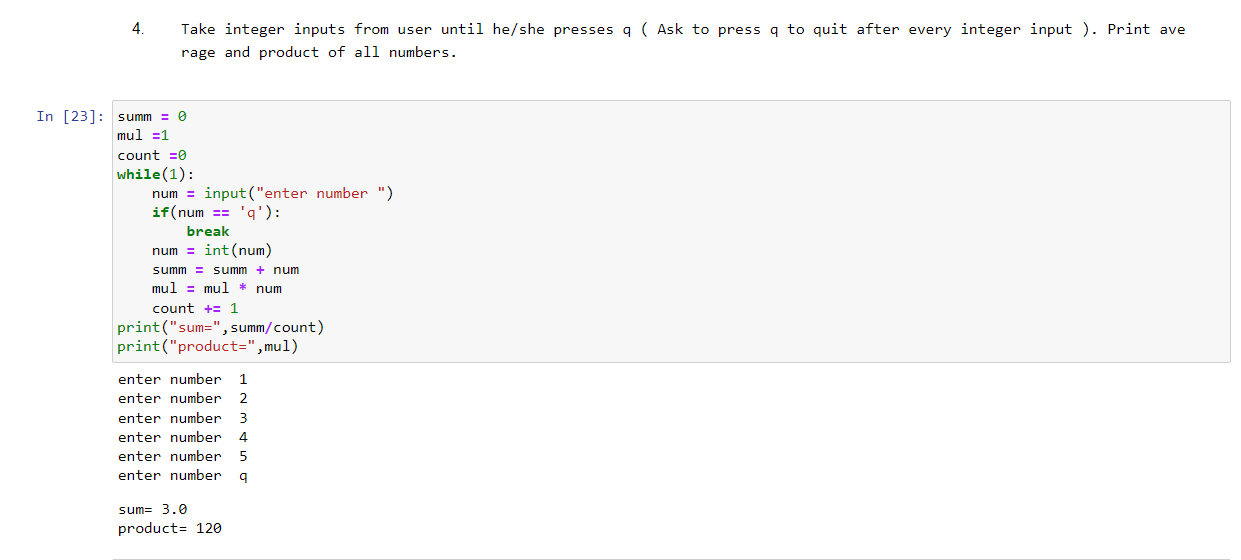 4. Take integer inputs from user until he/she presses q ( Ask to press q to quit after every integer input ). Print ave
rage and product of all numbers.
In [23]: summ = 0
mul =1
count =0
while(1):
    num = input("enter number ")
    if(num == 'q'):
        break
    num = int(num)
    summ = summ + num
    mul = mul * num
    count += 1
print("sum=",summ/count)
print("product=",mul)
enter number  1
enter number  2
enter number  3
enter number  4
enter number  5
enter number  q
sum= 3.0
product= 120